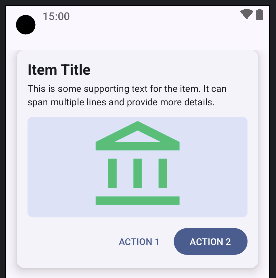 15:00
Item Title
This is some supporting text for the item. It can
span multiple lines and provide more details.
ACTION 1
ACTION 2